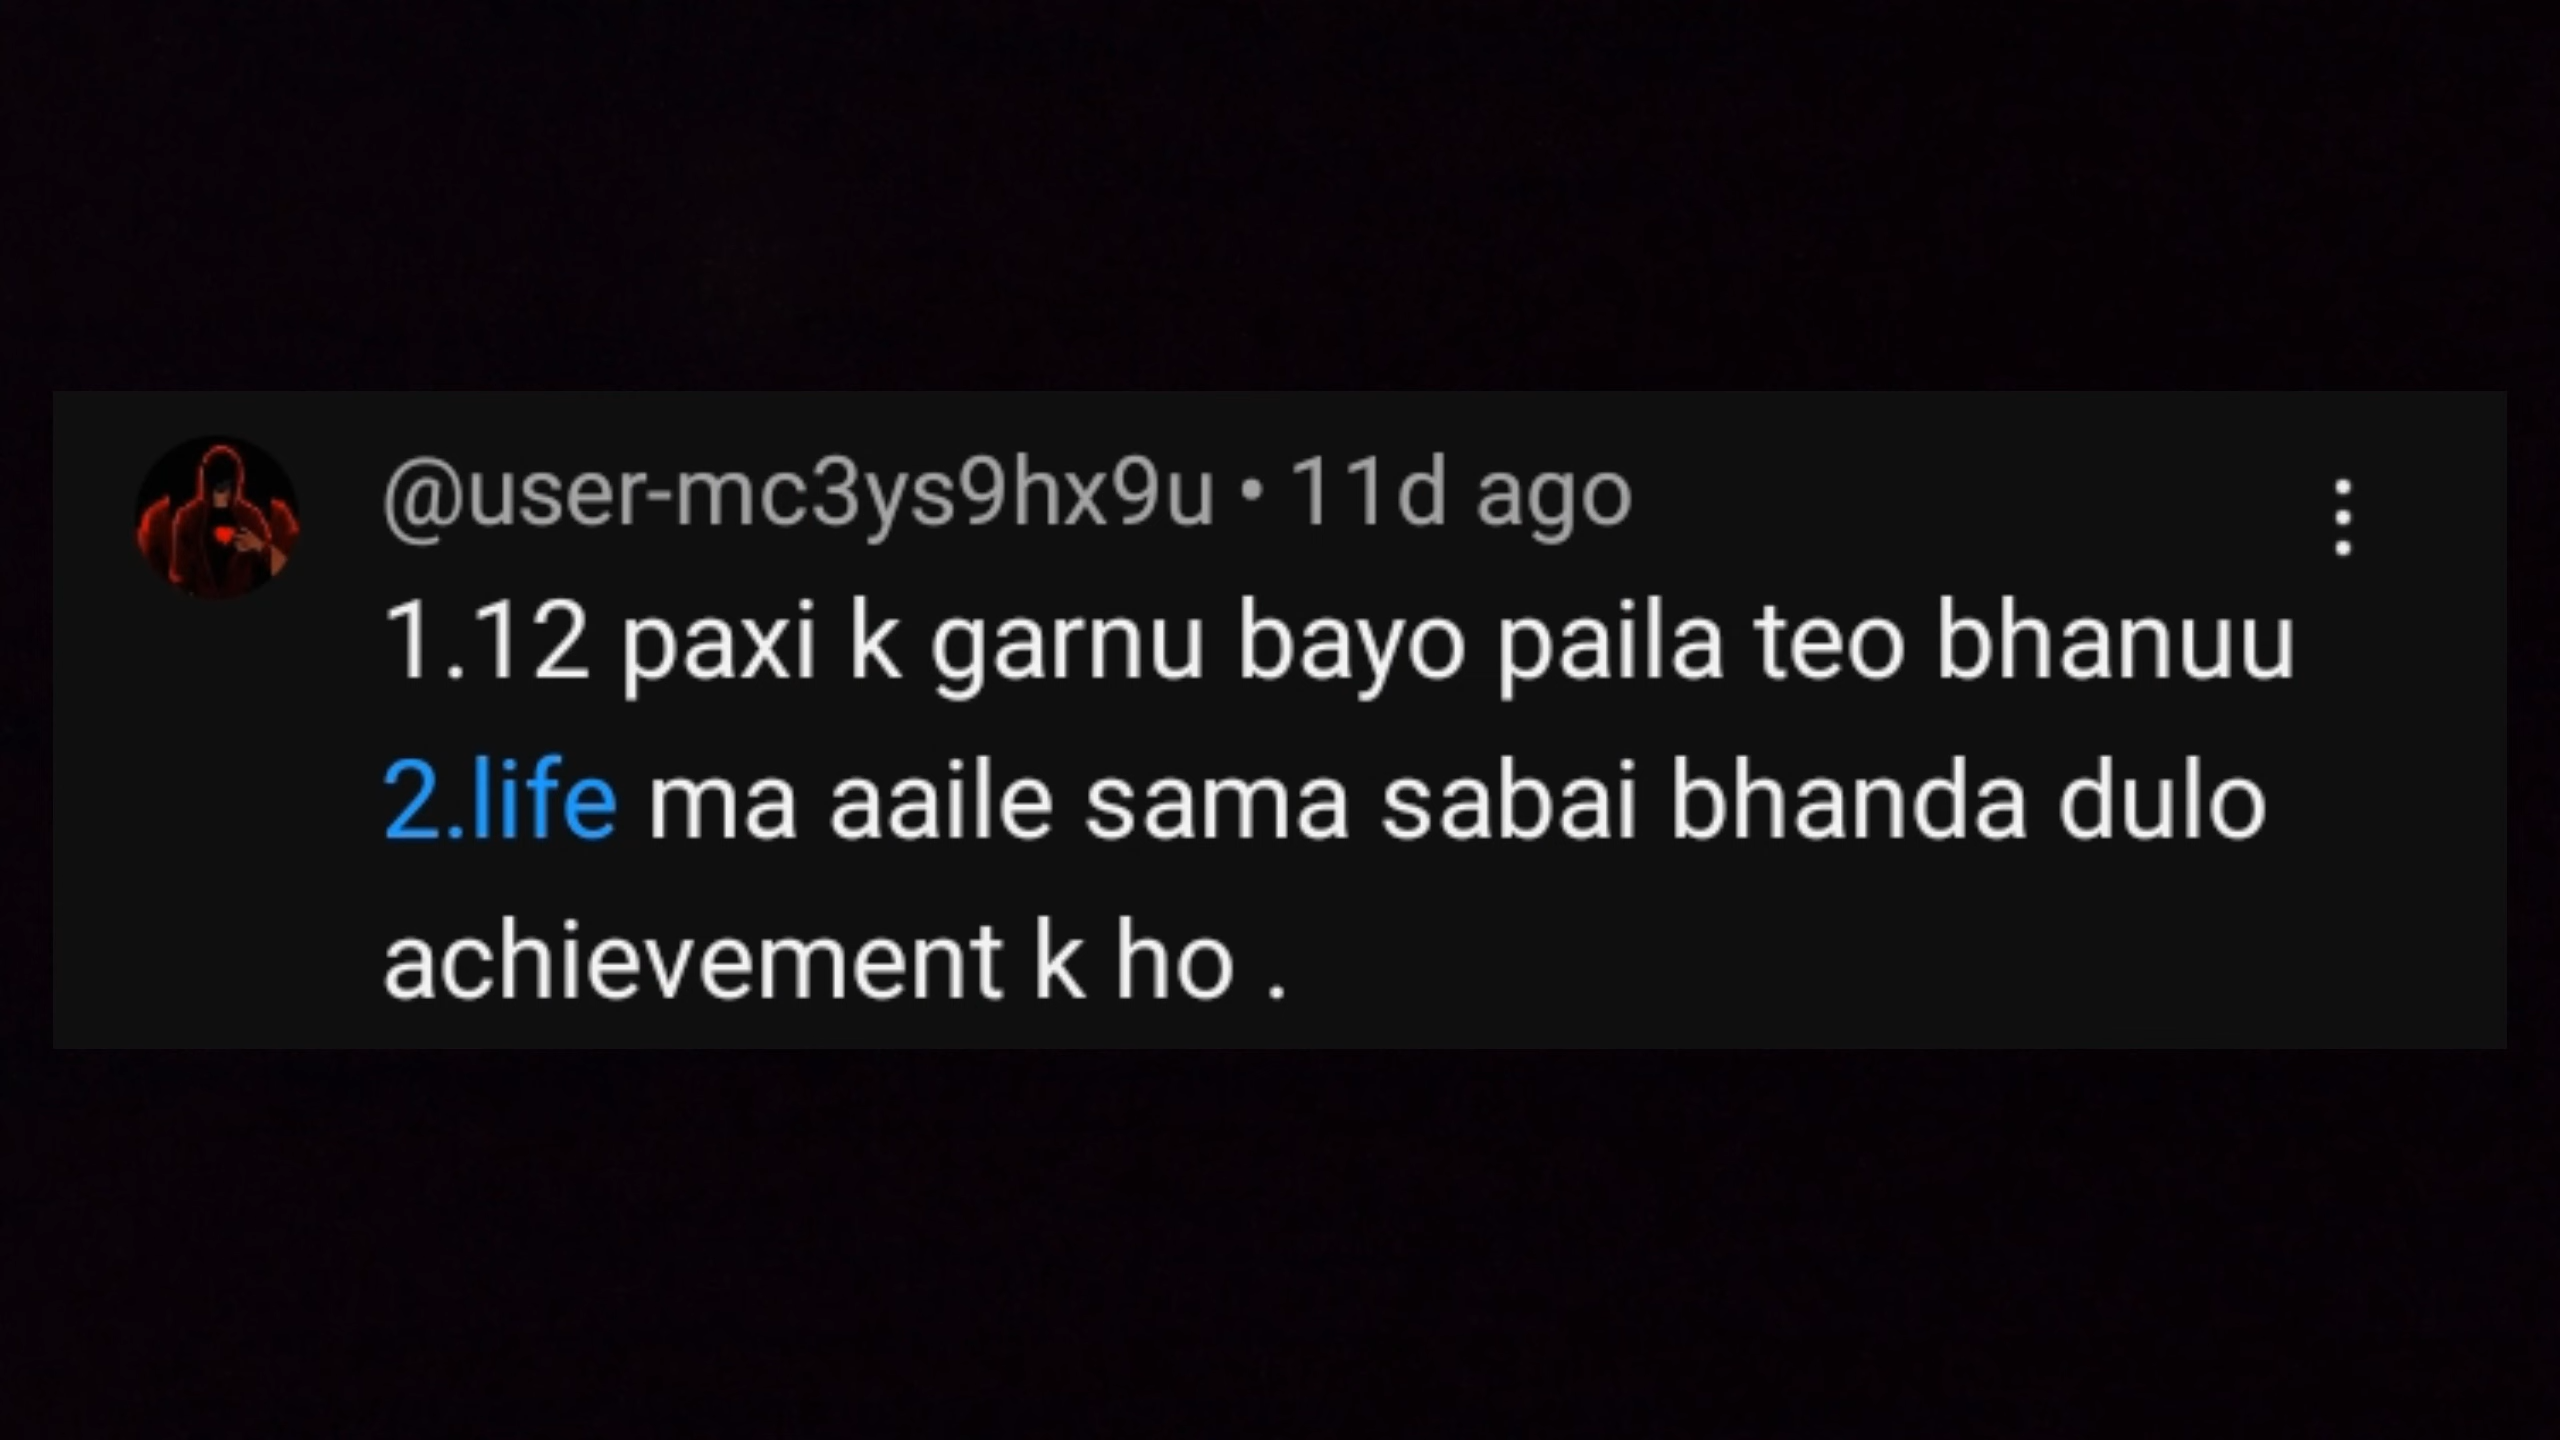 @user-mc3ys9hx9u • 11d ago
1.12 paxi k garnu bayo paila teo bhanuu
2.life ma aaile sama sabai bhanda dulo
achievement k ho .